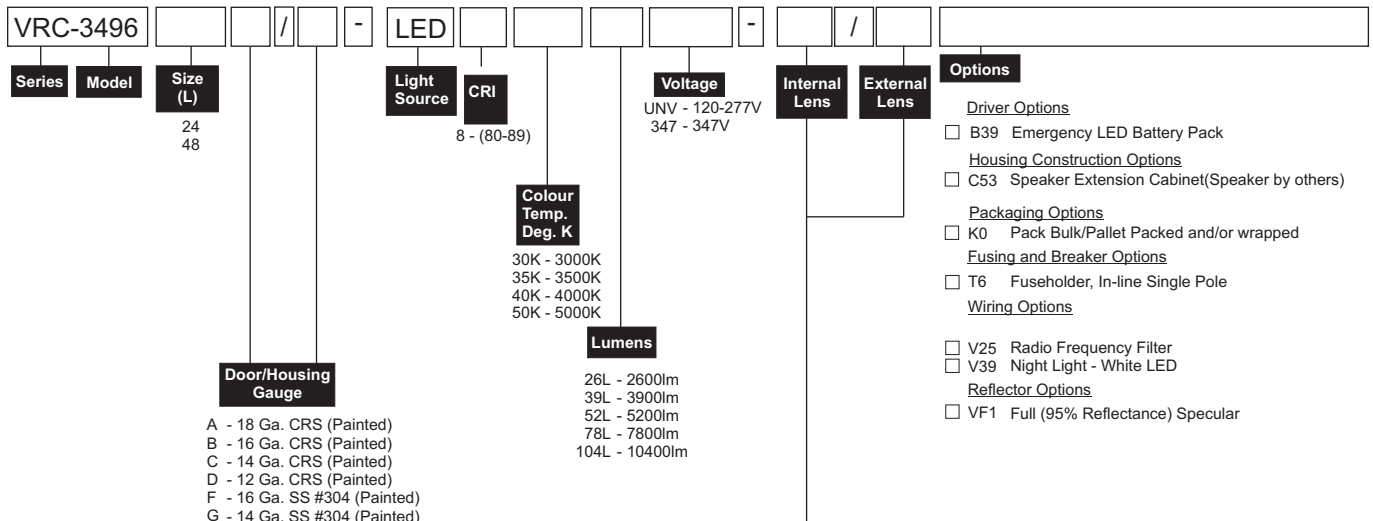 VRC-3496 / - LED - /
Series Model
Size (L)
24
48
Light Source
CRI
8 - (80-89)
Voltage
UNV - 120-277V
347 - 347V
Internal Lens
External Lens
Colour Temp. Deg. K
30K - 3000K
35K - 3500K
40K - 4000K
50K - 5000K
Lumens
26L - 2600lm
39L - 3900lm
52L - 5200lm
78L - 7800lm
104L - 10400lm
Door/Housing Gauge
A - 18 Ga. CRS (Painted)
B - 16 Ga. CRS (Painted)
C - 14 Ga. CRS (Painted)
D - 12 Ga. CRS (Painted)
F - 16 Ga. SS #304 (Painted)
G - 14 Ga. SS #304 (Painted)
Options
Driver Options
B39 Emergency LED Battery Pack
Housing Construction Options
C53 Speaker Extension Cabinet(Speaker by others)
Packaging Options
K0 Pack Bulk/Pallet Packed and/or wrapped
Fusing and Breaker Options
T6 Fuseholder, In-line Single Pole
Wiring Options
V25 Radio Frequency Filter
V39 Night Light - White LED
Reflector Options
VF1 Full (95% Reflectance) Specular